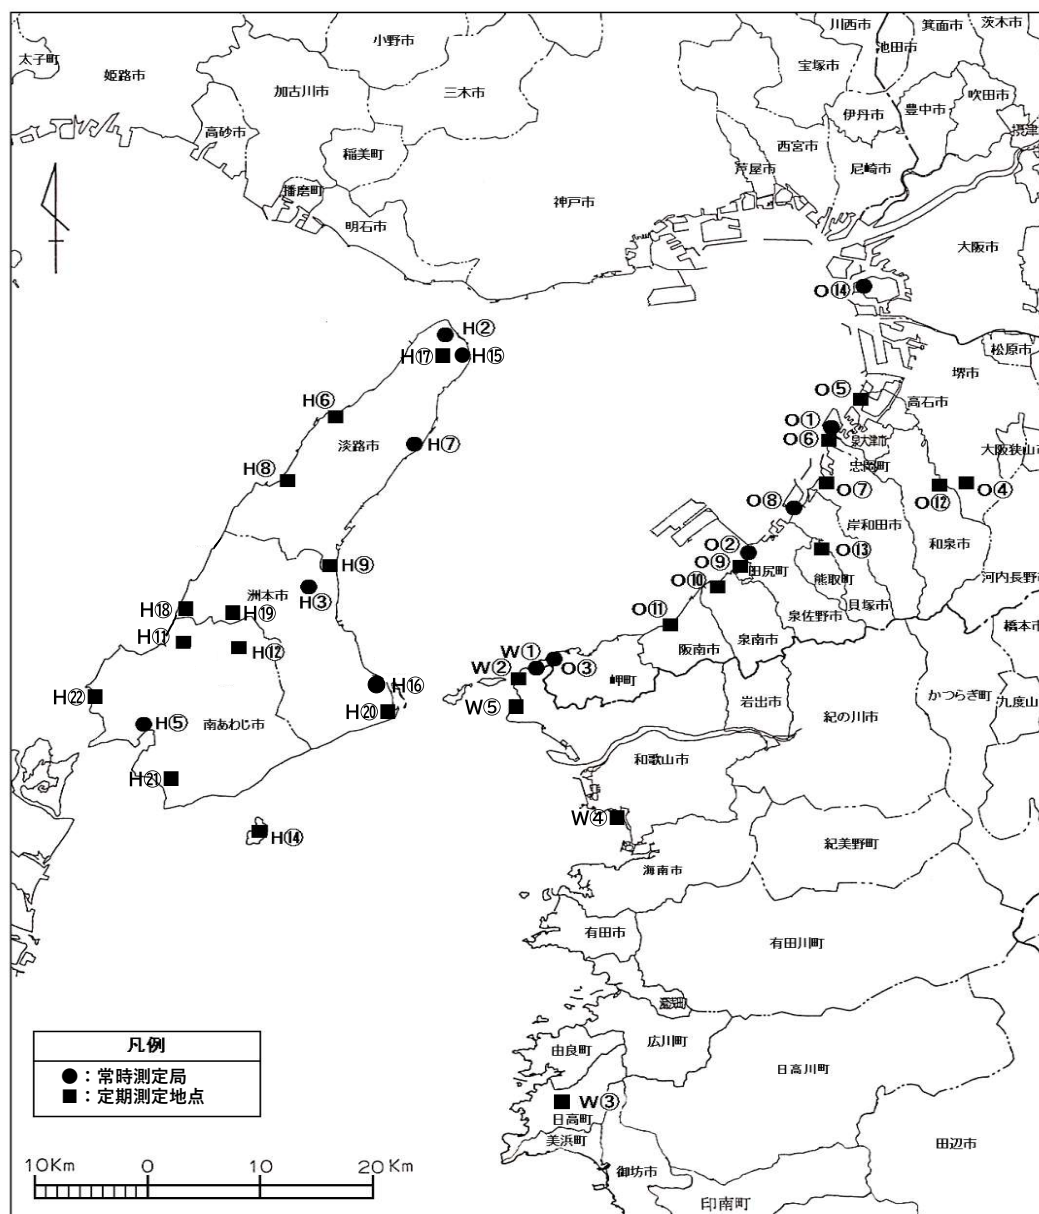 川西市
箕面市
茨木市
小野市
池田市
太子町
姫路市
宝塚市
加古川市
三木市
吹田市
伊丹市
豊中市
高砂市
摂津
稲美町
西宮市
芦屋市
尼崎市
播磨町
神戸市
明石市
大阪市
O⑭
H②
H⑰
H⑮
松原市
堺市
O⑤
高石市
H⑥
O①
O⑥
泉大津市
淡路市
H⑦
大阪狭山市
忠岡町
H⑧
O⑦
O⑫
O④
O⑧
岸和田市
和泉市
O②
O⑬
H⑨
O⑨
田尻町
熊取町
河内長野市
O⑩
洲本市
H③
H⑱
H⑲
貝塚市
泉佐野市
O⑪
橋本市
泉南市
H⑪
H⑫
阪南市
W①
O③
W②
岬町
H⑯
H㉒
岩出市
かつらぎ町
九度山
W⑤
紀の川市
H⑳
H⑤
南あわじ市
和歌山市
H㉑
W④
H⑭
紀美野町
海南市
有田市
有田川町
湯浅町
広川町
凡例
由良町
●：常時測定局
日高川町
■：定期測定地点
W③
日高町
美浜町
田辺市
10Km 0 10 20Km
御坊市
印南町